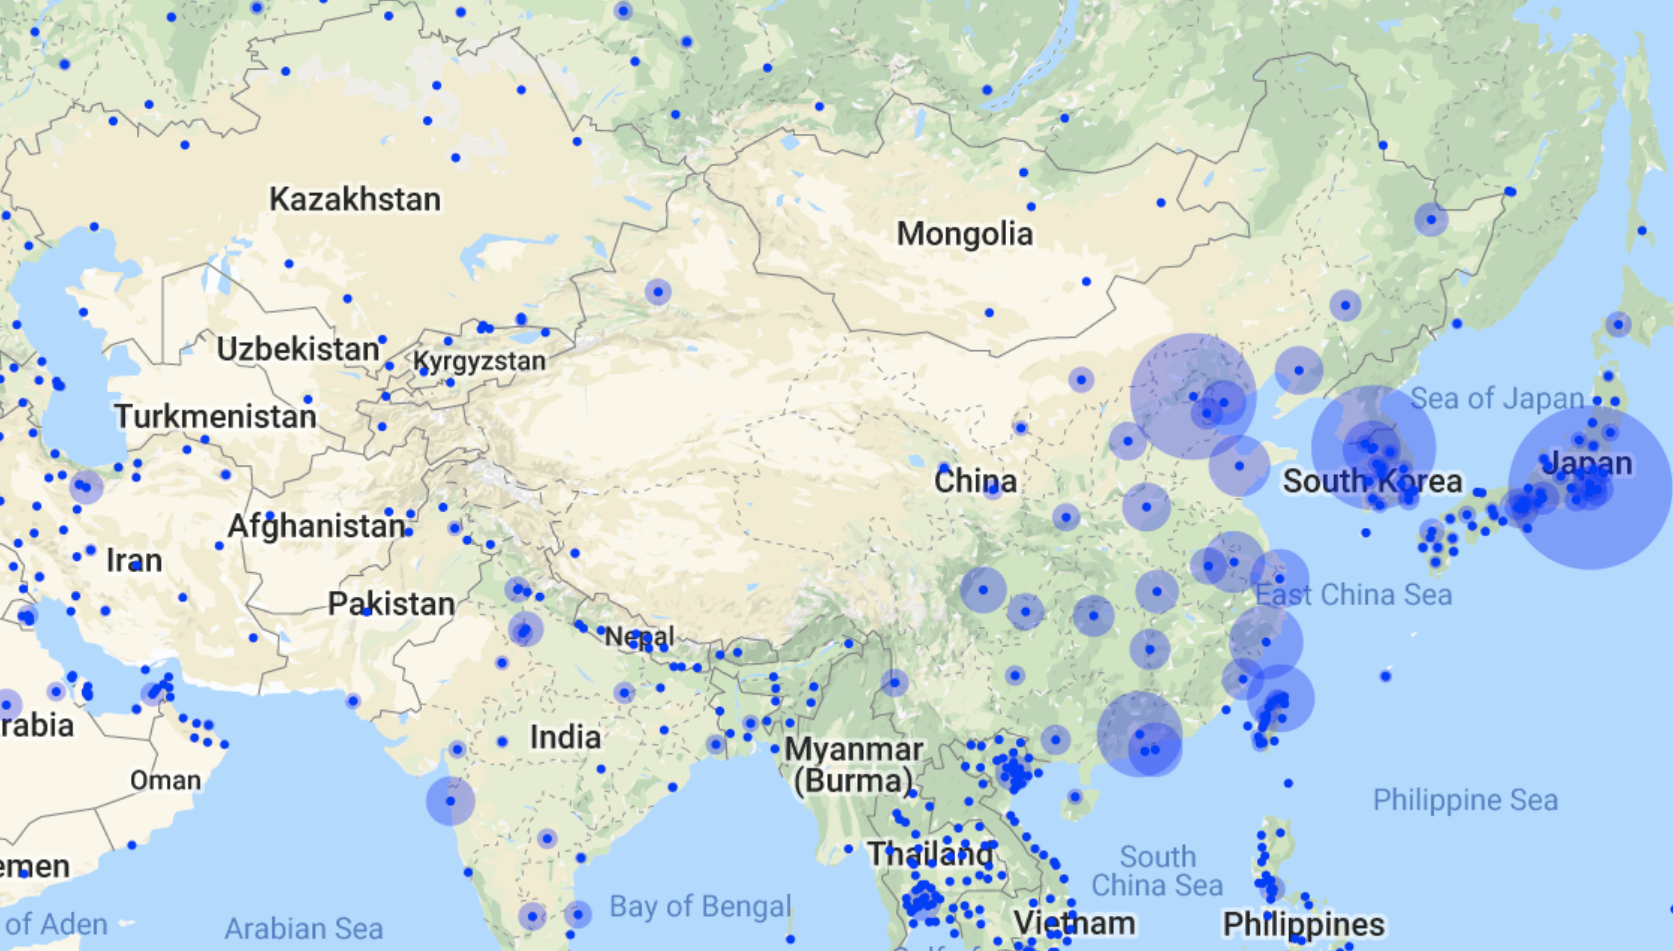 Kazakhstan
Mongolia
Uzbekistan
Kyrgyzstan
Turkmenistan
Sea of Japan
Japan
China
South Korea
Afghanistan
Iran
Pakistan
East China Sea
Nepal
rabia
India
Myanmar
(Burma)
Oman
Philippine Sea
Thailand
South
China Sea
emen
Bay of Bengal
of Aden
Arabian Sea
Vietnam
Philippines